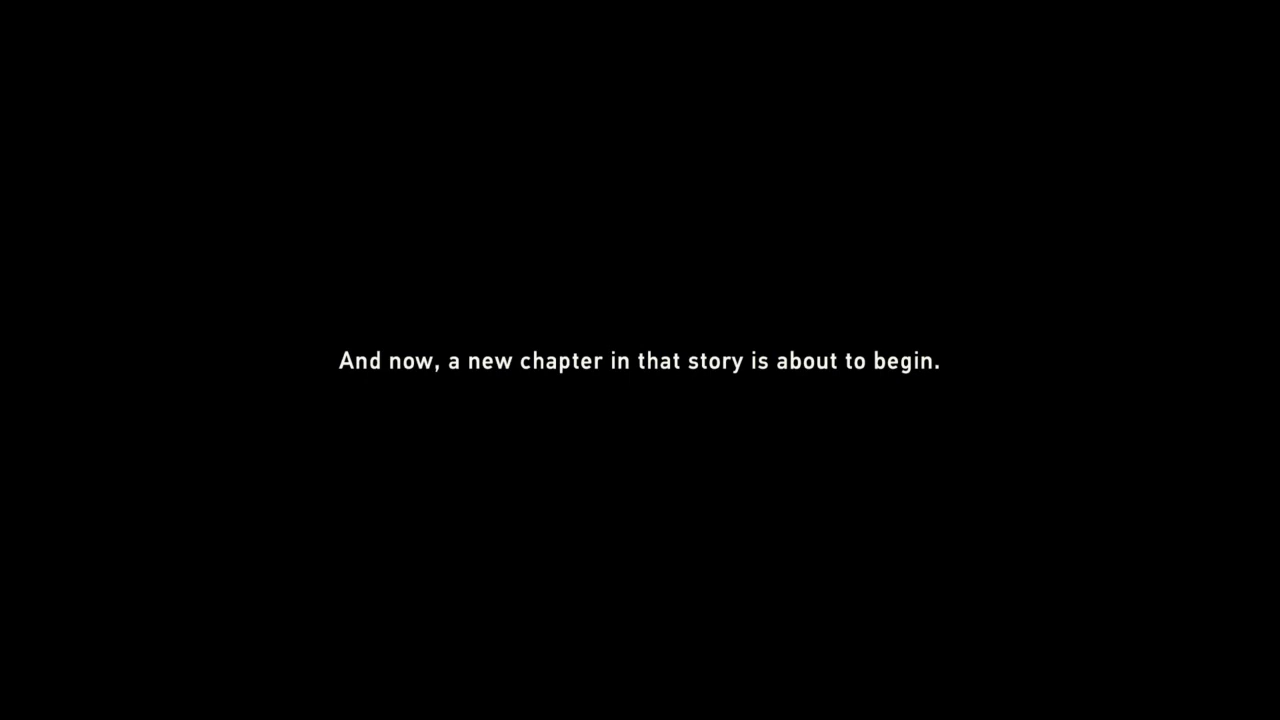 And now, a new chapter in that story is about to begin.